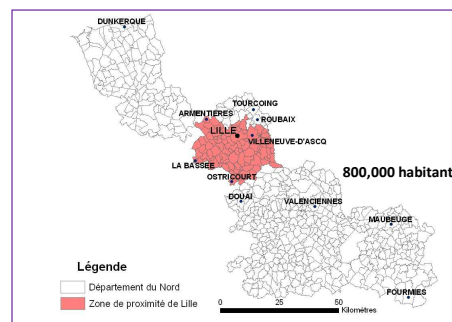 DUNKERQUE
TOURCOING
ARMENTIERES
ROUBAIX
LILLE
VILLENEUVE-D'ASCQ
LA BASSEE
800,000 habitant
OSTRICOURT
DOUAI
VALENCIENNES
MAUBEUGE
Légende
Département du Nord
Zone de proximité de Lille
FOURMIES
0 25 50
Kilomètres